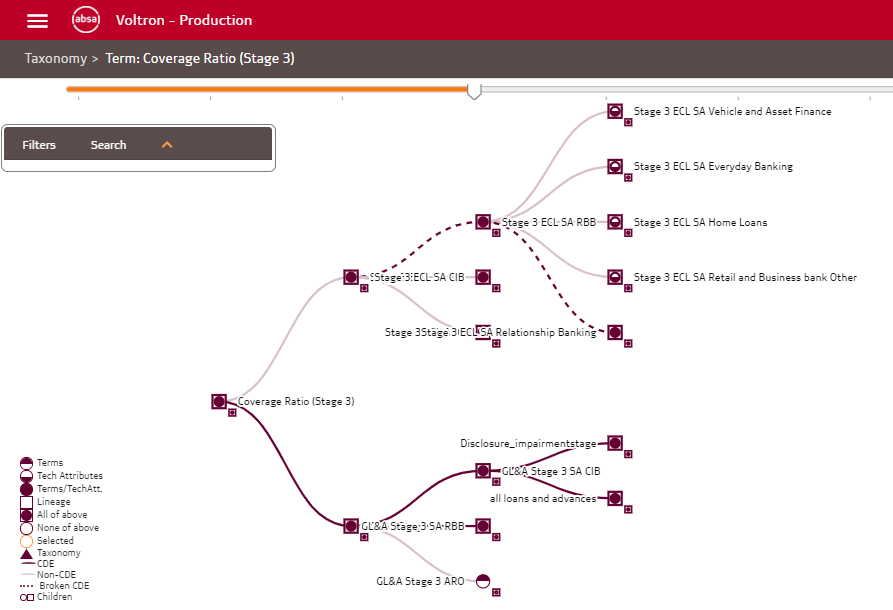 absa
Voltron - Production
Taxonomy > Term: Coverage Ratio (Stage 3)
Filters Search
Stage 3 ECL SA Vehicle and Asset Finance
Stage 3 ECL SA Everyday Banking
Stage 3 ECL SA RBB
Stage 3 ECL SA Home Loans
Stage 3 ECL SA CIB
Stage 3 ECL SA Retail and Business bank Other
Stage 3 ECL SA Relationship Banking
Coverage Ratio (Stage 3)
Disclosure_impairmentstage
GL&A Stage 3 SA CIB
all loans and advances
GL&A Stage 3 SA RBB
GL&A Stage 3 ARO
Terms
Tech Attributes
Terms/TechAtt.
Lineage
All of above
None of above
Selected
Taxonomy
CDE
Non-CDE
Broken CDE
Children